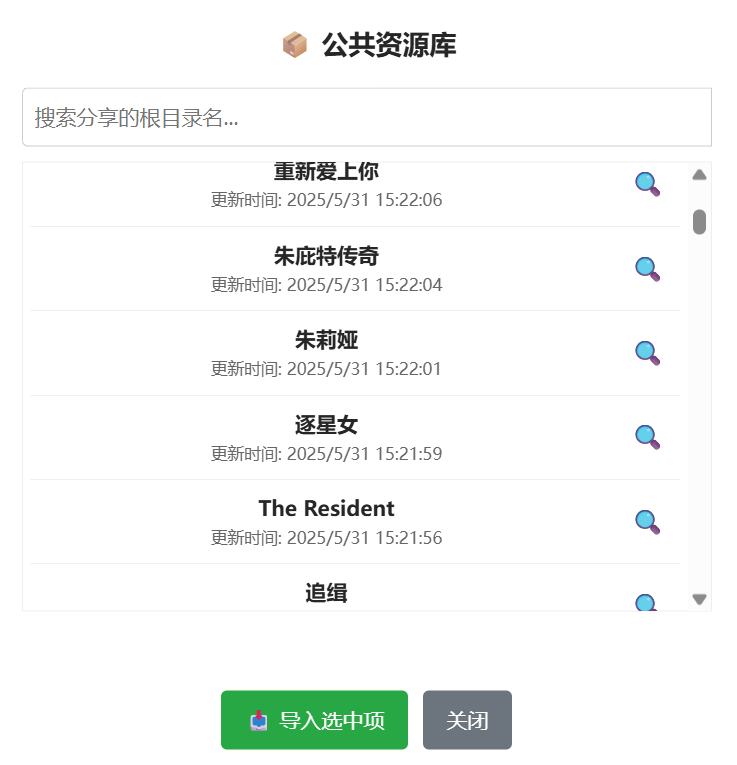 公共资源库
搜索分享的根目录名...
重新爱上你
更新时间: 2025/5/31 15:22:06
朱庇特传奇
更新时间: 2025/5/31 15:22:04
朱莉娅
更新时间: 2025/5/31 15:22:01
逐星女
更新时间: 2025/5/31 15:21:59
The Resident
更新时间: 2025/5/31 15:21:56
追缉
导入选中项
关闭